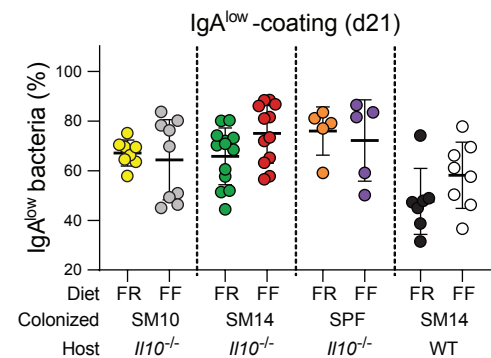 IgA^low -coating (d21)
IgA^low bacteria (%)
100
80
60
40
20
Diet FR FF FR FF FR FF FR FF
Colonized SM10 SM14 SPF SM14
Host Il10-/- Il10-/- Il10-/- WT